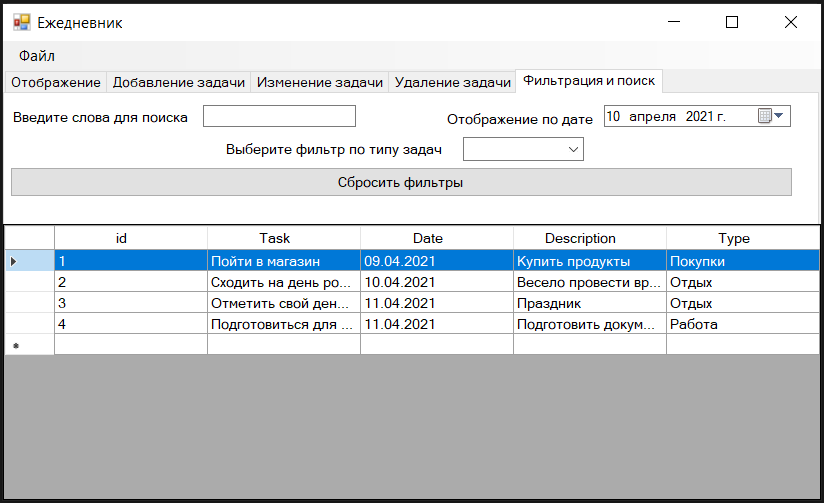 Ежедневник
Файл
Отображение Добавление задачи Изменение задачи Удаление задачи Фильтрация и поиск
Введите слова для поиска Отображение по дате 10 апреля 2021 г.
Выберите фильтр по типу задач
Сбросить фильтры
id Task Date Description Type
1 Пойти в магазин 09.04.2021 Купить продукты Покупки
2 Сходить на день ро... 10.04.2021 Весело провести вр... Отдых
3 Отметить свой ден... 11.04.2021 Праздник Отдых
4 Подготовиться для ... 11.04.2021 Подготовить докум... Работа